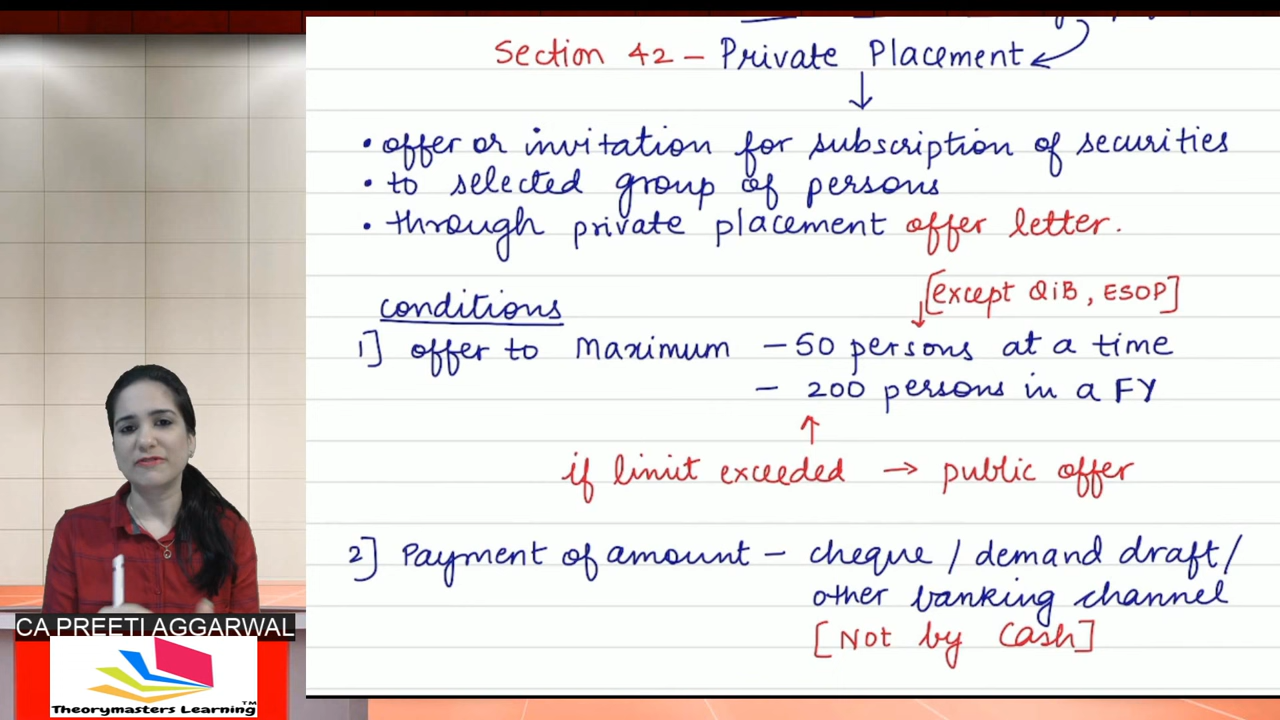 Section 42 – Private Placement
• offer or invitation for subscription of securities
• to selected group of persons
• through private placement offer letter.
[except QiB, ESOP]
conditions
1] offer to Maximum – 50 persons at a time
– 200 persons in a FY
if limit exceeded → public offer
2] Payment of amount – cheque / demand draft /
other banking channel
[Not by Cash]
CA PREETI AGGARWAL
Theorymasters Learning™